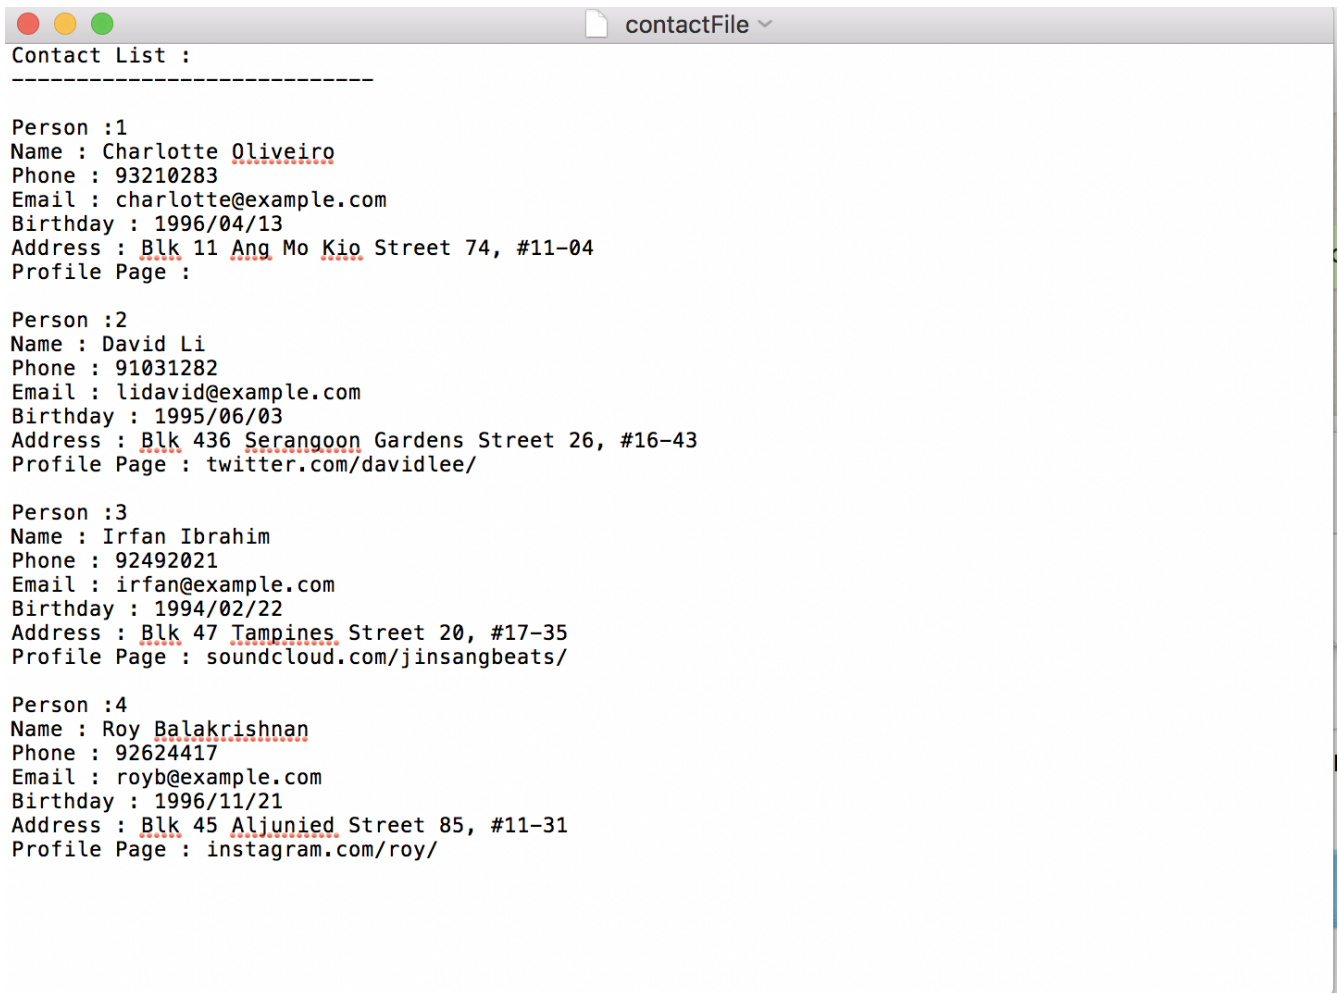 contactFile
Contact List :
----------------------------
Person :1
Name : Charlotte Oliveiro
Phone : 93210283
Email : charlotte@example.com
Birthday : 1996/04/13
Address : Blk 11 Ang Mo Kio Street 74, #11-04
Profile Page :
Person :2
Name : David Li
Phone : 91031282
Email : lidavid@example.com
Birthday : 1995/06/03
Address : Blk 436 Serangoon Gardens Street 26, #16-43
Profile Page : twitter.com/davidlee/
Person :3
Name : Irfan Ibrahim
Phone : 92492021
Email : irfan@example.com
Birthday : 1994/02/22
Address : Blk 47 Tampines Street 20, #17-35
Profile Page : soundcloud.com/jinsangbeats/
Person :4
Name : Roy Balakrishnan
Phone : 92624417
Email : royb@example.com
Birthday : 1996/11/21
Address : Blk 45 Aljunied Street 85, #11-31
Profile Page : instagram.com/roy/